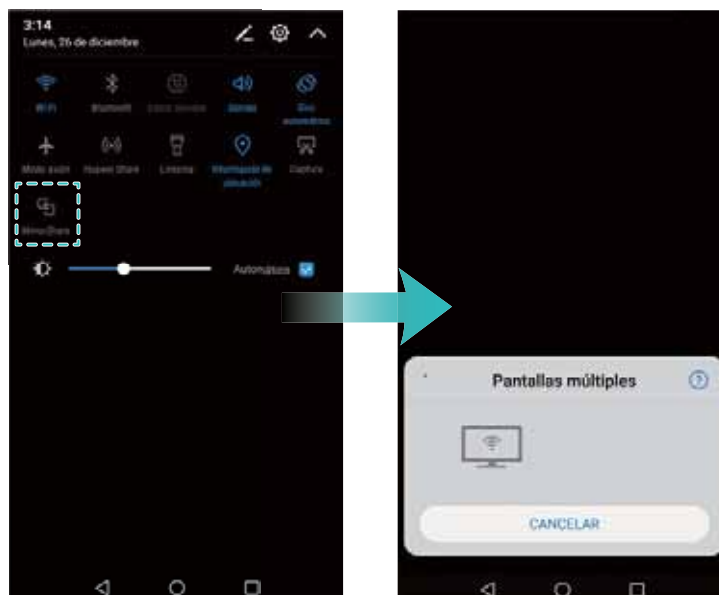 3:14
Lunes, 26 de diciembre
Wi-Fi
Bluetooth
Sonido
Giro
automático
Modo avión
Huawei Share
Linterna
Información de
ubicación
Captura
MirrorShare
Automático
Pantallas múltiples
CANCELAR